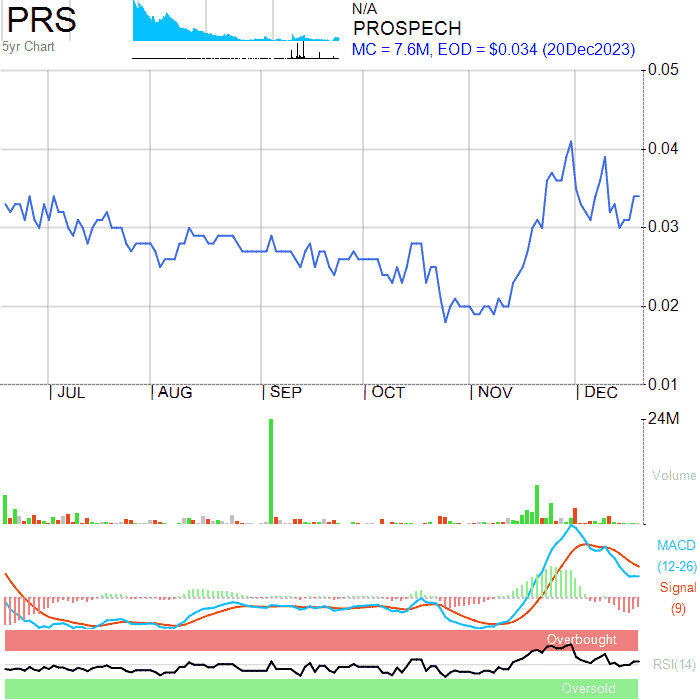 PRS
5yr Chart
N/A
PROSPECH
MC = 7.6M, EOD = $0.034 (20Dec2023)
0.05
0.04
0.03
0.02
0.01
JUL AUG SEP OCT NOV DEC
24M
Volume
MACD
(12-26)
Signal
(9)
Overbought
RSI(14)
Oversold